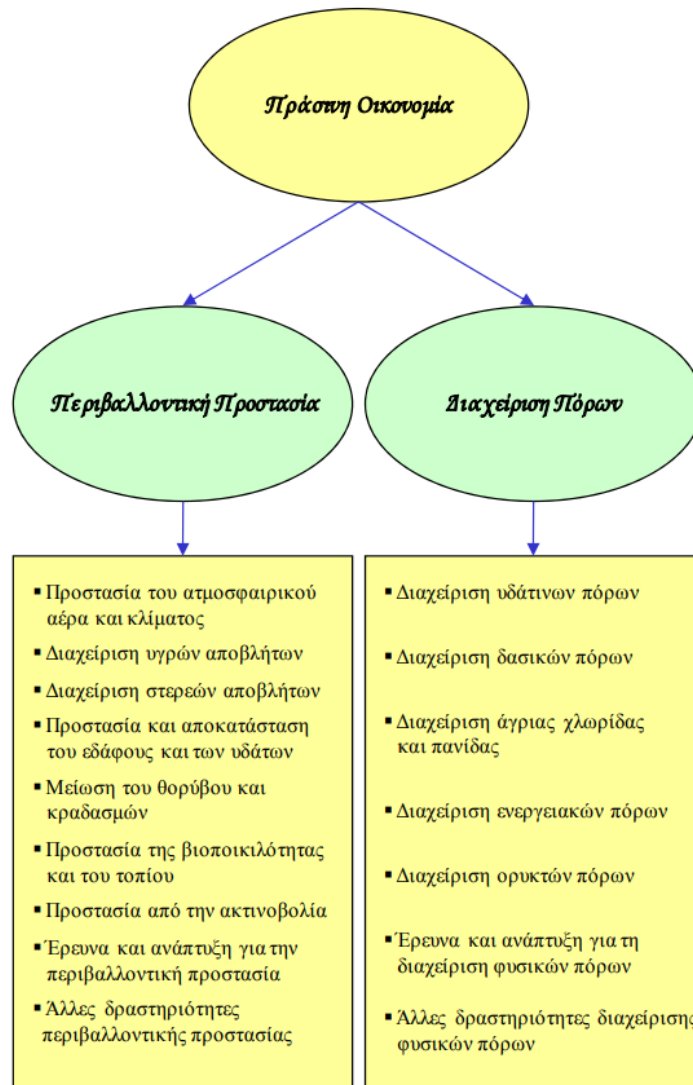 Πράσινη Οικονομία
Περιβαλλοντική Προστασία
Διαχείριση Πόρων
▪ Προστασία του ατμοσφαιρικού
αέρα και κλίματος
▪ Διαχείριση υγρών αποβλήτων
▪ Διαχείριση στερεών αποβλήτων
▪ Προστασία και αποκατάσταση
του εδάφους και των υδάτων
▪ Μείωση του θορύβου και
κραδασμών
▪ Προστασία της βιοποικιλότητας
και του τοπίου
▪ Προστασία από την ακτινοβολία
▪ Έρευνα και ανάπτυξη για την
περιβαλλοντική προστασία
▪ Άλλες δραστηριότητες
περιβαλλοντικής προστασίας
▪ Διαχείριση υδάτινων πόρων
▪ Διαχείριση δασικών πόρων
▪ Διαχείριση άγριας χλωρίδας
και πανίδας
▪ Διαχείριση ενεργειακών πόρων
▪ Διαχείριση ορυκτών πόρων
▪ Έρευνα και ανάπτυξη για τη
διαχείριση φυσικών πόρων
▪ Άλλες δραστηριότητες διαχείρισης
φυσικών πόρων